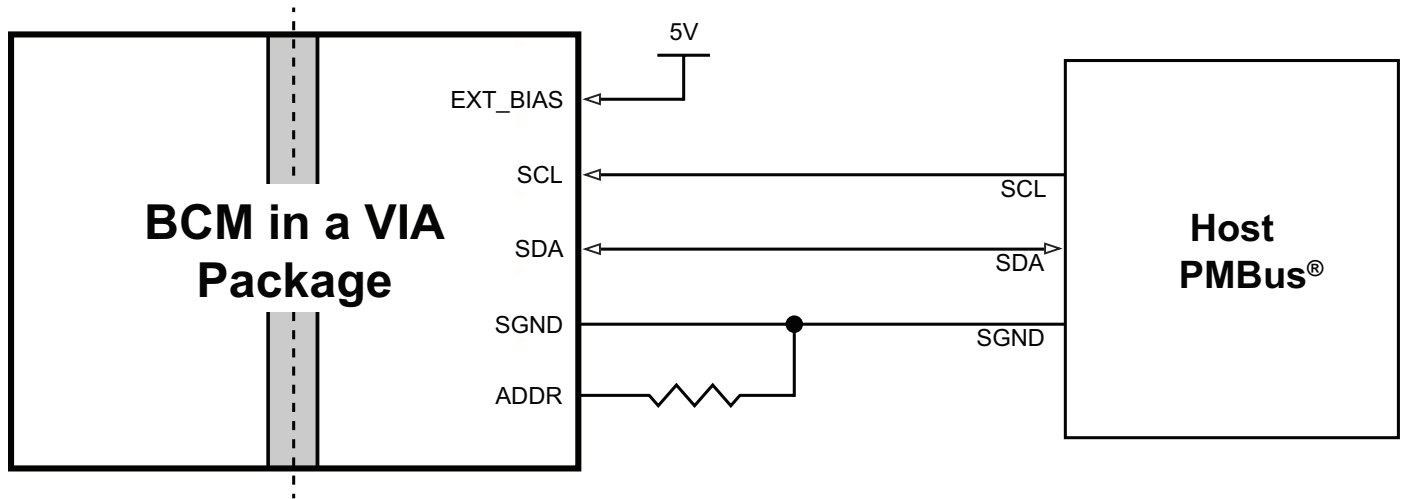 5V
EXT_BIAS
SCL
SCL
BCM in a VIA
Package
SDA
SDA
Host
PMBus®
SGND
SGND
ADDR